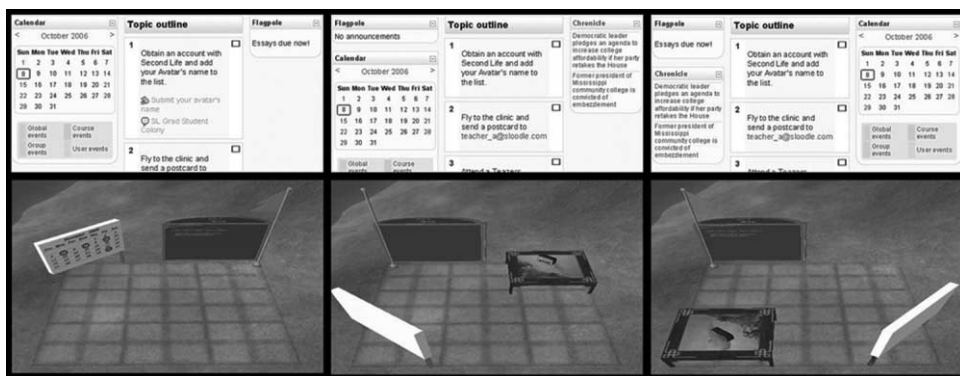 Calendar
< October 2006 >
Sun Mon Tue Wed Thu Fri Sat
1 2 3 4 5 6 7
8 9 10 11 12 13 14
15 16 17 18 19 20 21
22 23 24 25 26 27 28
29 30 31
Global events
Course events
Group events
User events
Topic outline
1
Obtain an account with
Second Life and add
your Avatar's name to
the list.
Submit your avatar's
name
SL Grad Student
Colony
2
Fly to the clinic and
send a postcard to
Flagpole
Essays due now!
Flagpole
No announcements
Calendar
< October 2006 >
Sun Mon Tue Wed Thu Fri Sat
1 2 3 4 5 6 7
8 9 10 11 12 13 14
15 16 17 18 19 20 21
22 23 24 25 26 27 28
29 30 31
Global events
Course events
Topic outline
1
Obtain an account with
Second Life and add
your Avatar's name to
the list.
2
Fly to the clinic and
send a postcard to
teacher_a@sloodle.com
3
Attend a Teazers
Chronicle
Democratic leader
pledges an agenda to
increase college
affordability if her party
retakes the House
Former president of
Mississippi
community college is
convicted of
embezzlement
Flagpole
Essays due now!
Chronicle
Democratic leader
pledges an agenda to
increase college
affordability if her party
retakes the House
Former president of
Mississippi
community college is
convicted of
embezzlement
Topic outline
1
Obtain an account with
Second Life and add
your Avatar's name to
the list.
2
Fly to the clinic and
send a postcard to
teacher_a@sloodle.com
3
Attend a Teazers
Calendar
< October 2006 >
Sun Mon Tue Wed Thu Fri Sat
1 2 3 4 5 6 7
8 9 10 11 12 13 14
15 16 17 18 19 20 21
22 23 24 25 26 27 28
29 30 31
Global events
Course events
Group events
User events